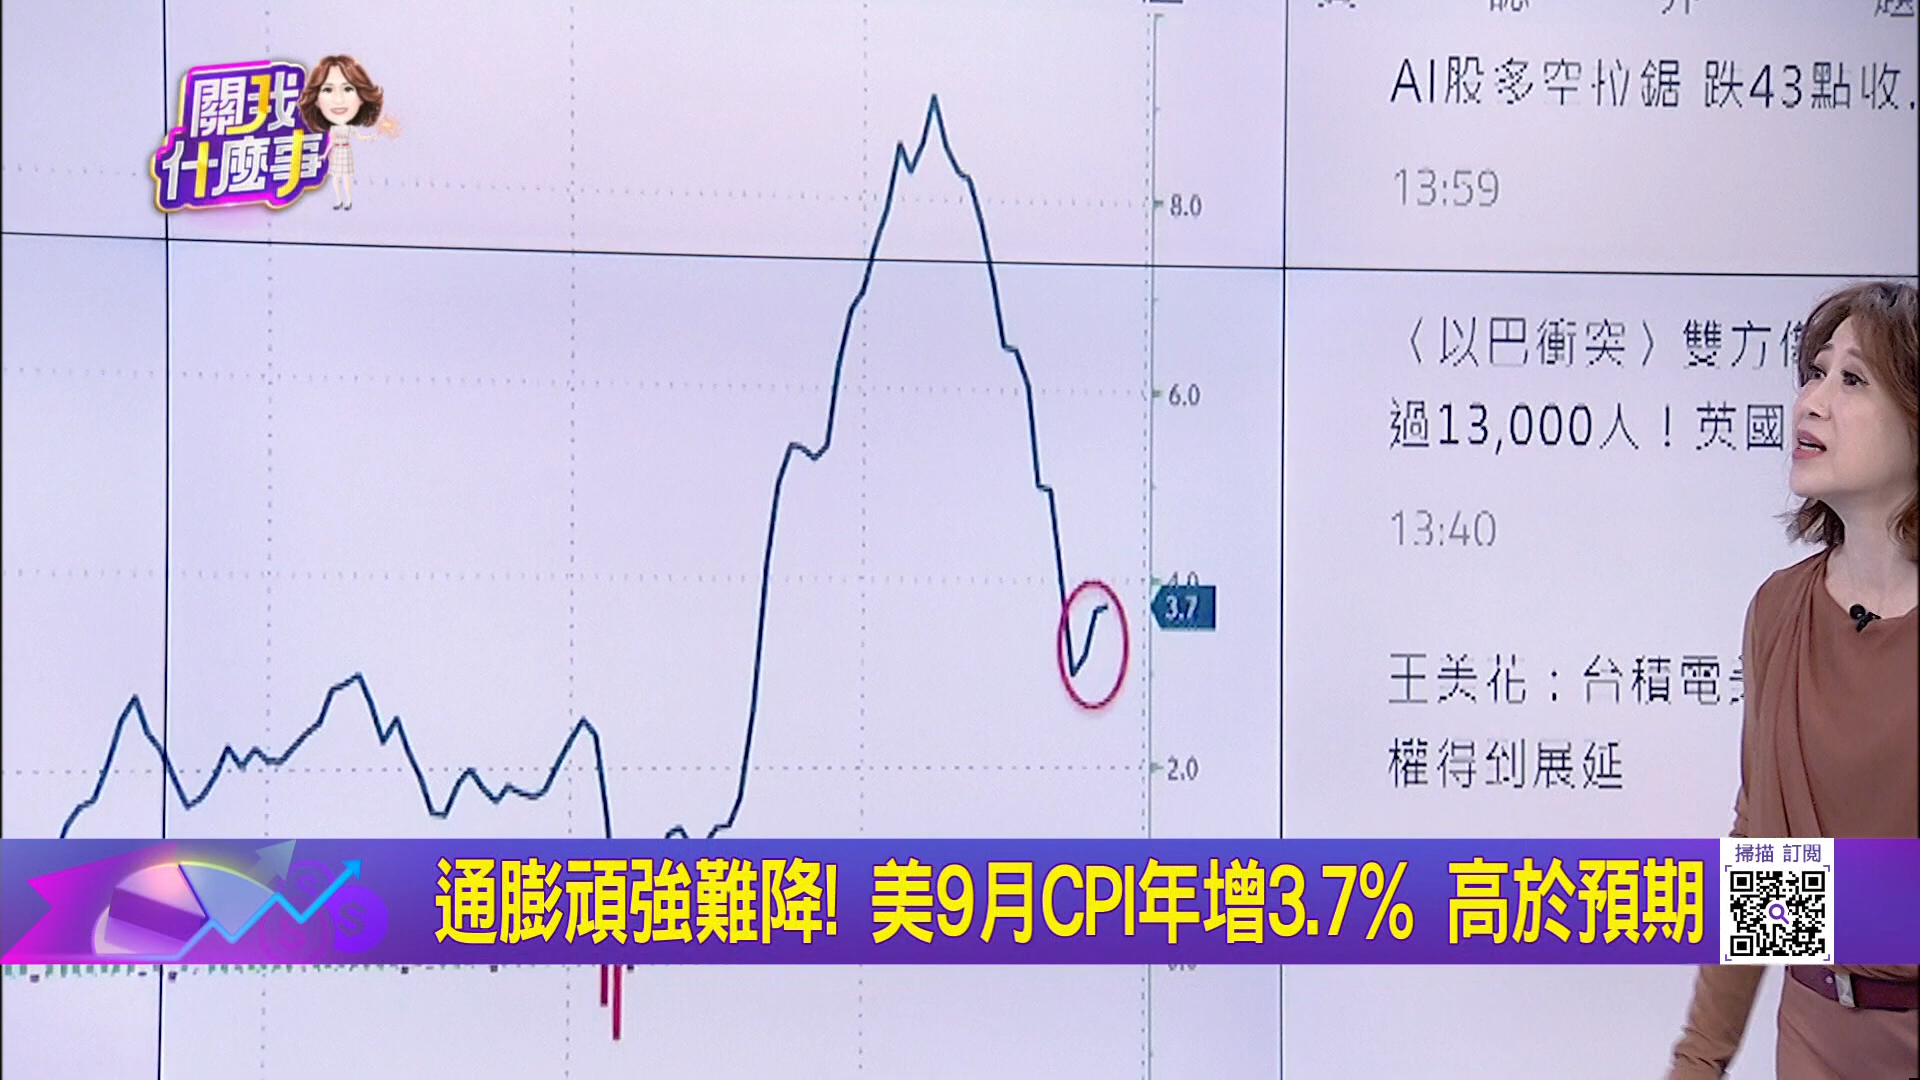 關我
什麼事
AI股多空拉鋸 跌43點收
13:59
〈以巴衝突〉雙方
過13,000人！英國
13:40
王美花：台積電
權得到展延
8.0
6.0
4.0
3.7
2.0
通膨頑強難降! 美9月CPI年增3.7% 高於預期
掃描 訂閱